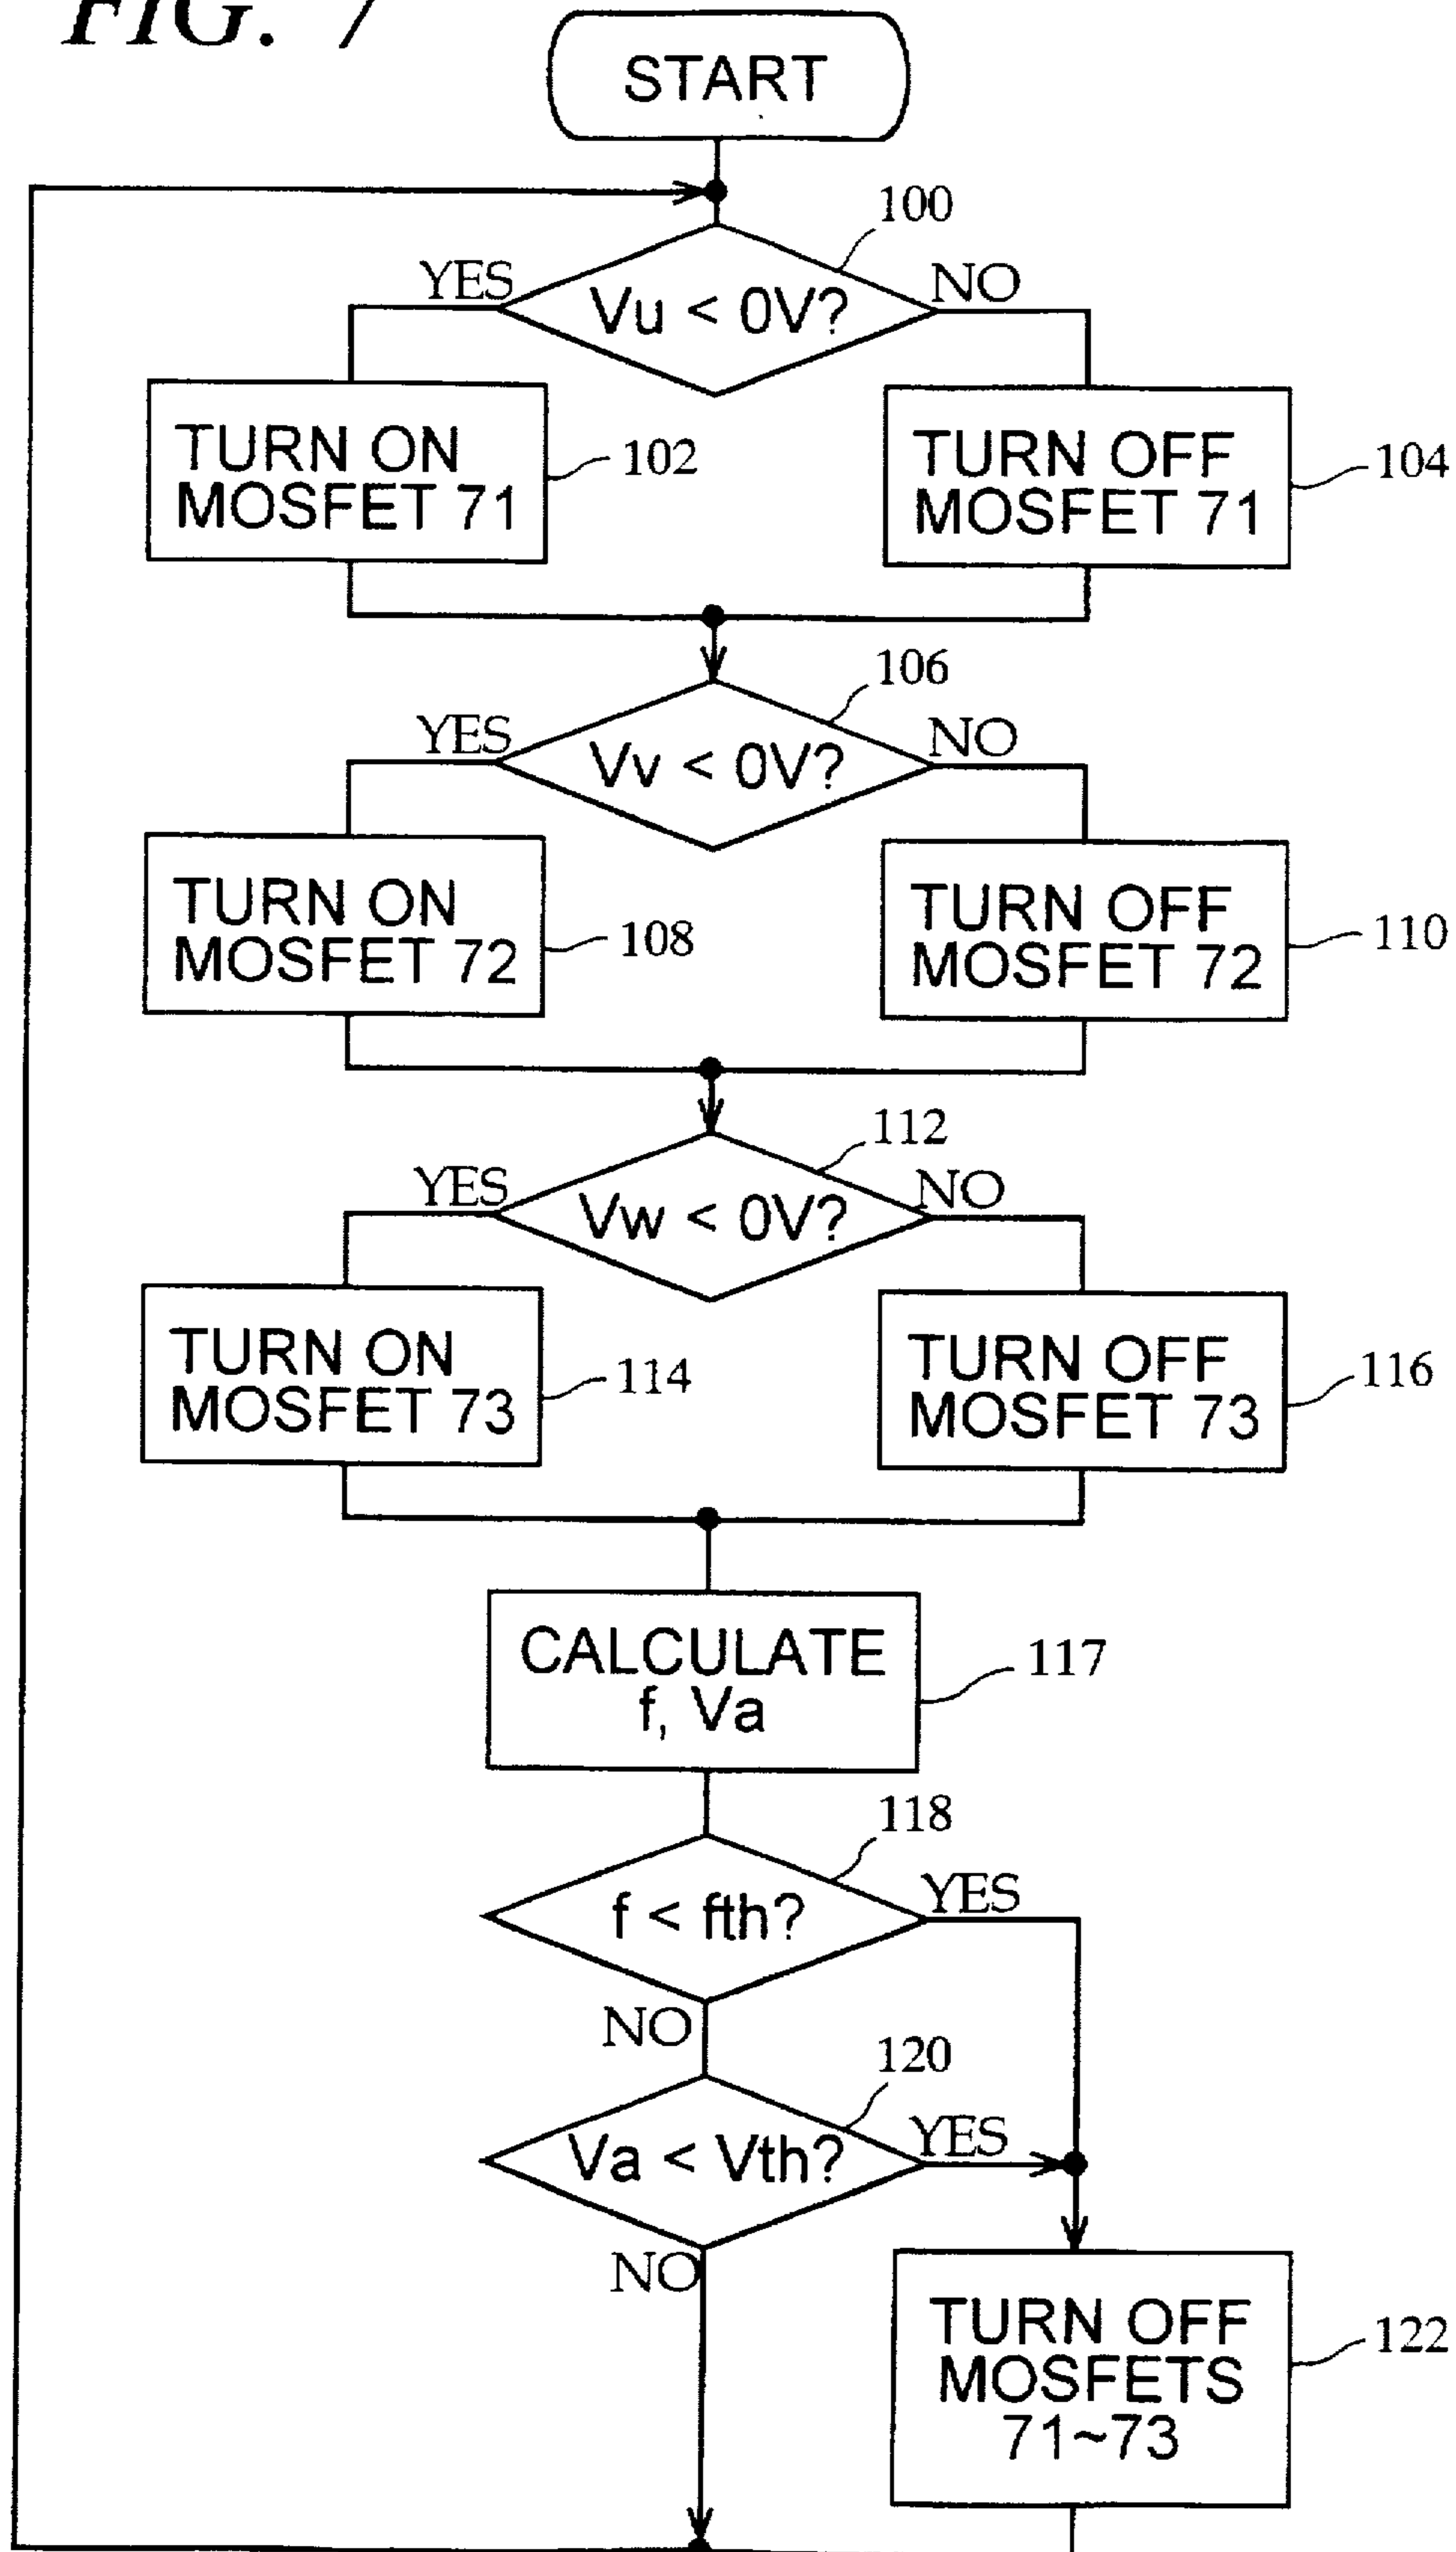 FIG. 7
START
100
YES
NO
Vu < 0V?
TURN ON
MOSFET 71
102
TURN OFF
MOSFET 71
104
106
YES
NO
Vv < 0V?
TURN ON
MOSFET 72
108
TURN OFF
MOSFET 72
110
112
YES
NO
Vw < 0V?
TURN ON
MOSFET 73
114
TURN OFF
MOSFET 73
116
CALCULATE
f, Va
117
118
f < fth?
YES
NO
120
Va < Vth?
YES
NO
TURN OFF
MOSFETS
71~73
122